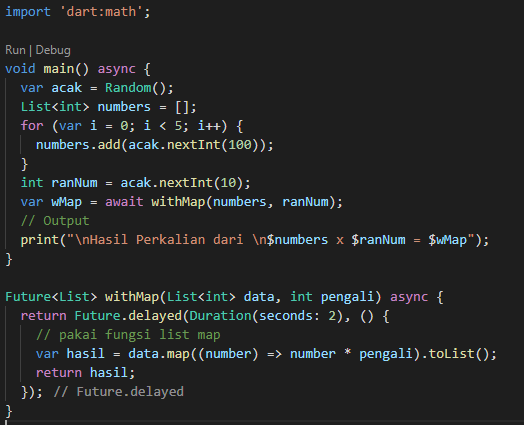 import 'dart:math';
Run | Debug
void main() async {
  var acak = Random();
  List<int> numbers = [];
  for (var i = 0; i < 5; i++) {
    numbers.add(acak.nextInt(100));
  }
  int ranNum = acak.nextInt(10);
  var wMap = await withMap(numbers, ranNum);
  // Output
  print("\nHasil Perkalian dari \n$numbers x $ranNum = $wMap");
}
Future<List> withMap(List<int> data, int pengali) async {
  return Future.delayed(Duration(seconds: 2), () {
    // pakai fungsi list map
    var hasil = data.map((number) => number * pengali).toList();
    return hasil;
  }); // Future.delayed
}